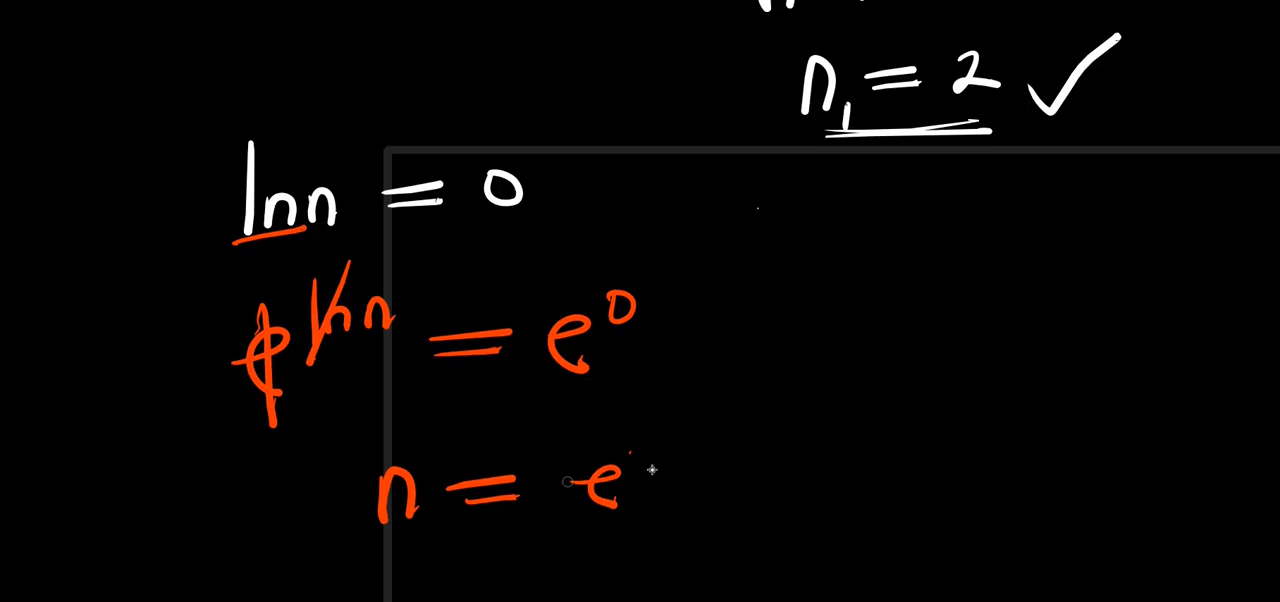 n₁ = 2 ✓
ln n = 0
e^ln n = e^0
n = e